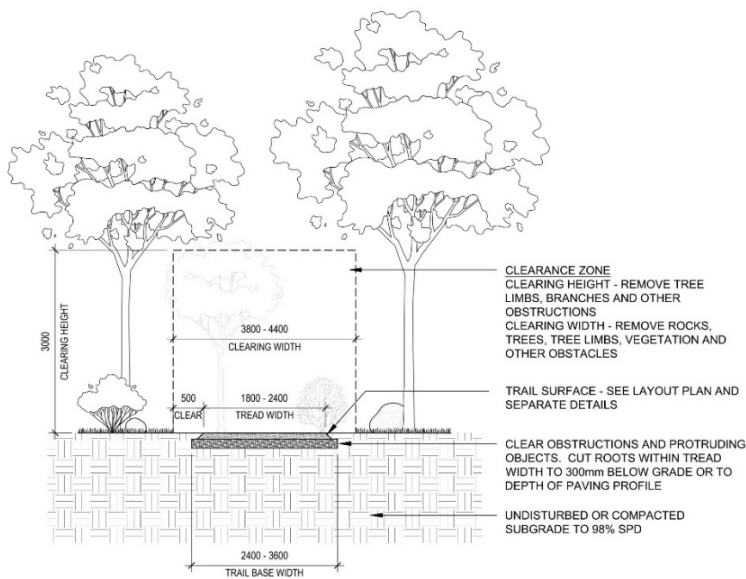 3000
CLEARING HEIGHT
3800 - 4400
CLEARING WIDTH
500
CLEAR
1800 - 2400
TREAD WIDTH
2400 - 3600
TRAIL BASE WIDTH
CLEARANCE ZONE
CLEARING HEIGHT - REMOVE TREE
LIMBS, BRANCHES AND OTHER
OBSTRUCTIONS
CLEARING WIDTH - REMOVE ROCKS,
TREES, TREE LIMBS, VEGETATION AND
OTHER OBSTACLES
TRAIL SURFACE - SEE LAYOUT PLAN AND
SEPARATE DETAILS
CLEAR OBSTRUCTIONS AND PROTRUDING
OBJECTS. CUT ROOTS WITHIN TREAD
WIDTH TO 300mm BELOW GRADE OR TO
DEPTH OF PAVING PROFILE
UNDISTURBED OR COMPACTED
SUBGRADE TO 98% SPD